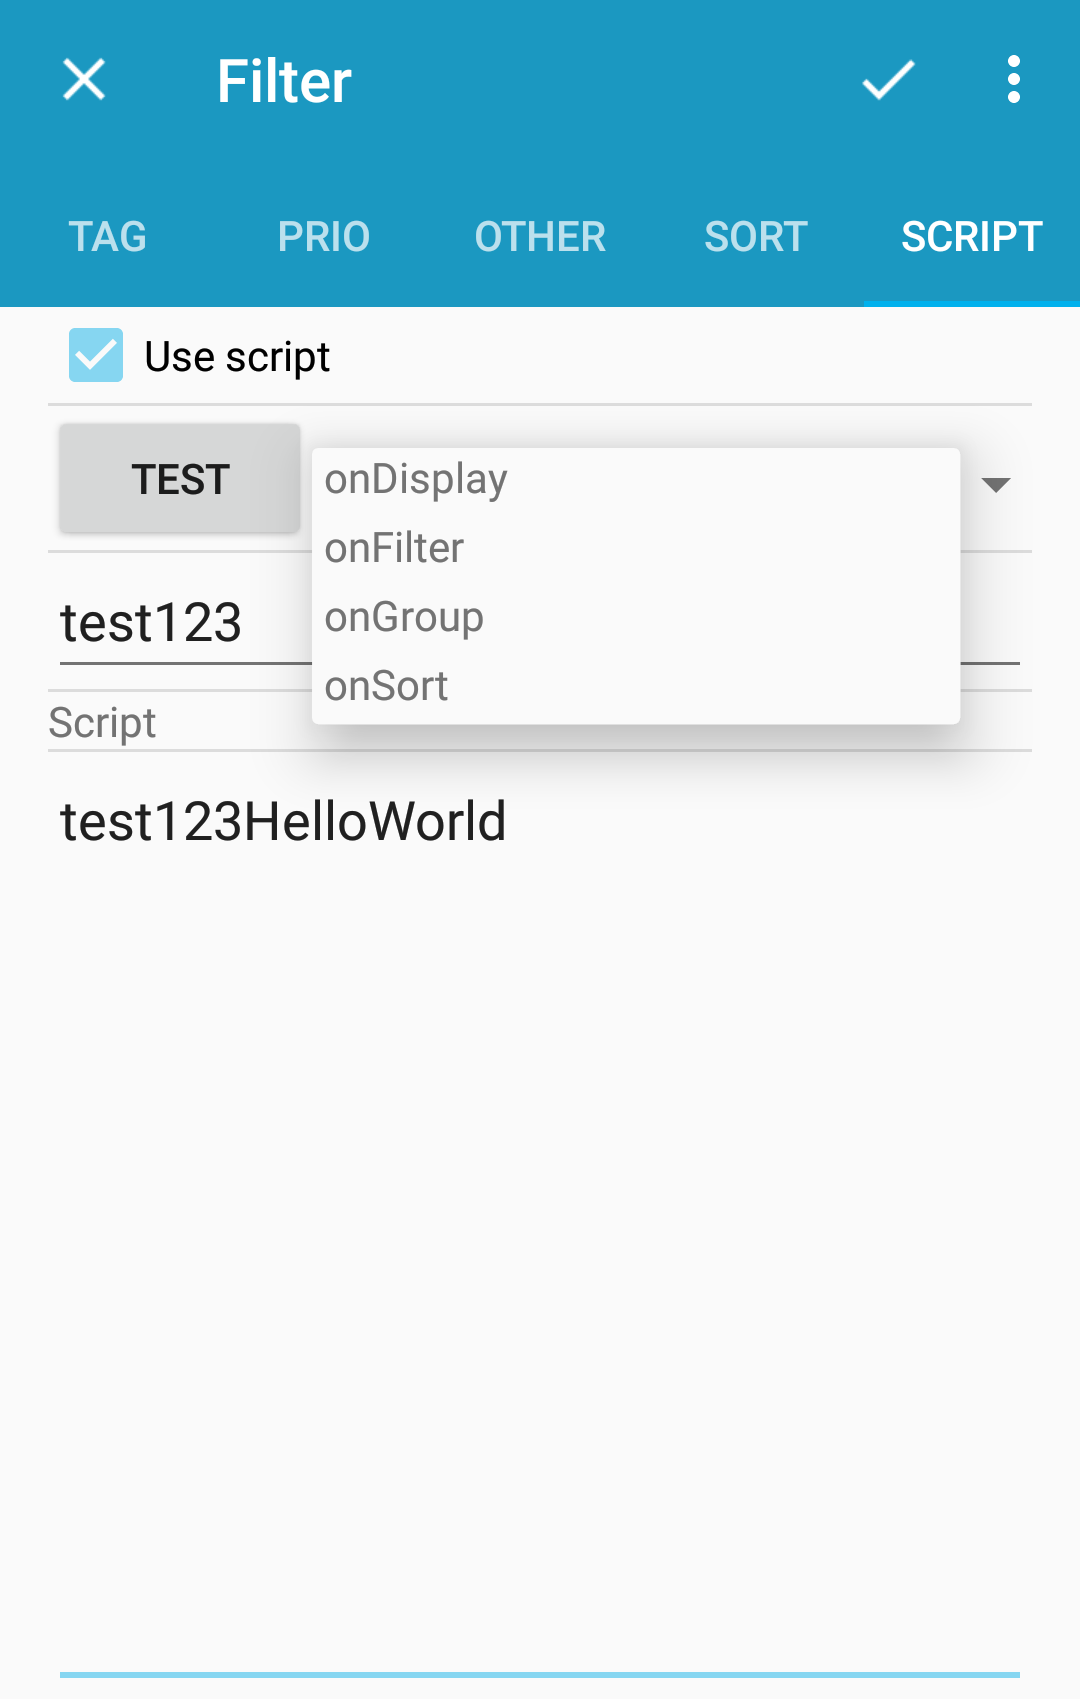 Filter
TAG PRIO OTHER SORT SCRIPT
Use script
TEST
onDisplay
onFilter
onGroup
onSort
test123
Script
test123HelloWorld